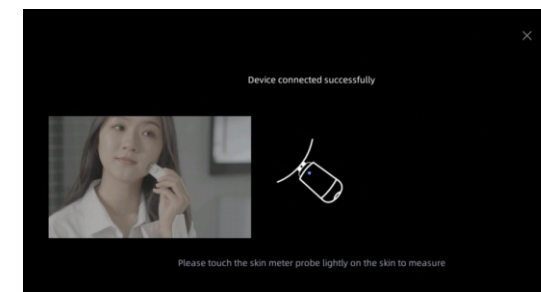 Device connected successfully
Please touch the skin meter probe lightly on the skin to measure